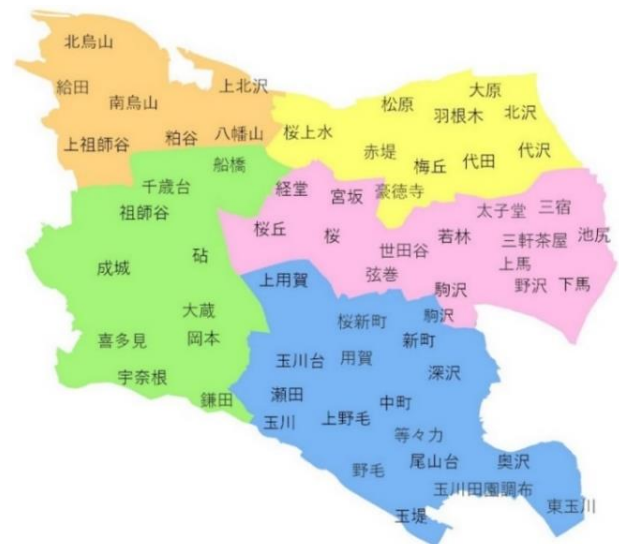 北烏山
給田
南烏山
上北沢
上祖師谷
粕谷
八幡山
松原
大原
羽根木
北沢
桜上水
赤堤
梅丘
代田
代沢
豪徳寺
船橋
千歳台
祖師谷
成城
砧
大蔵
喜多見
岡本
宇奈根
鎌田
経堂
宮坂
桜丘
桜
世田谷
弦巻
若林
太子堂
三宿
三軒茶屋
池尻
上馬
野沢
下馬
駒沢
上用賀
駒沢
桜新町
新町
玉川台
用賀
深沢
瀬田
中町
玉川
上野毛
等々力
野毛
尾山台
奥沢
玉川田園調布
東玉川
玉堤